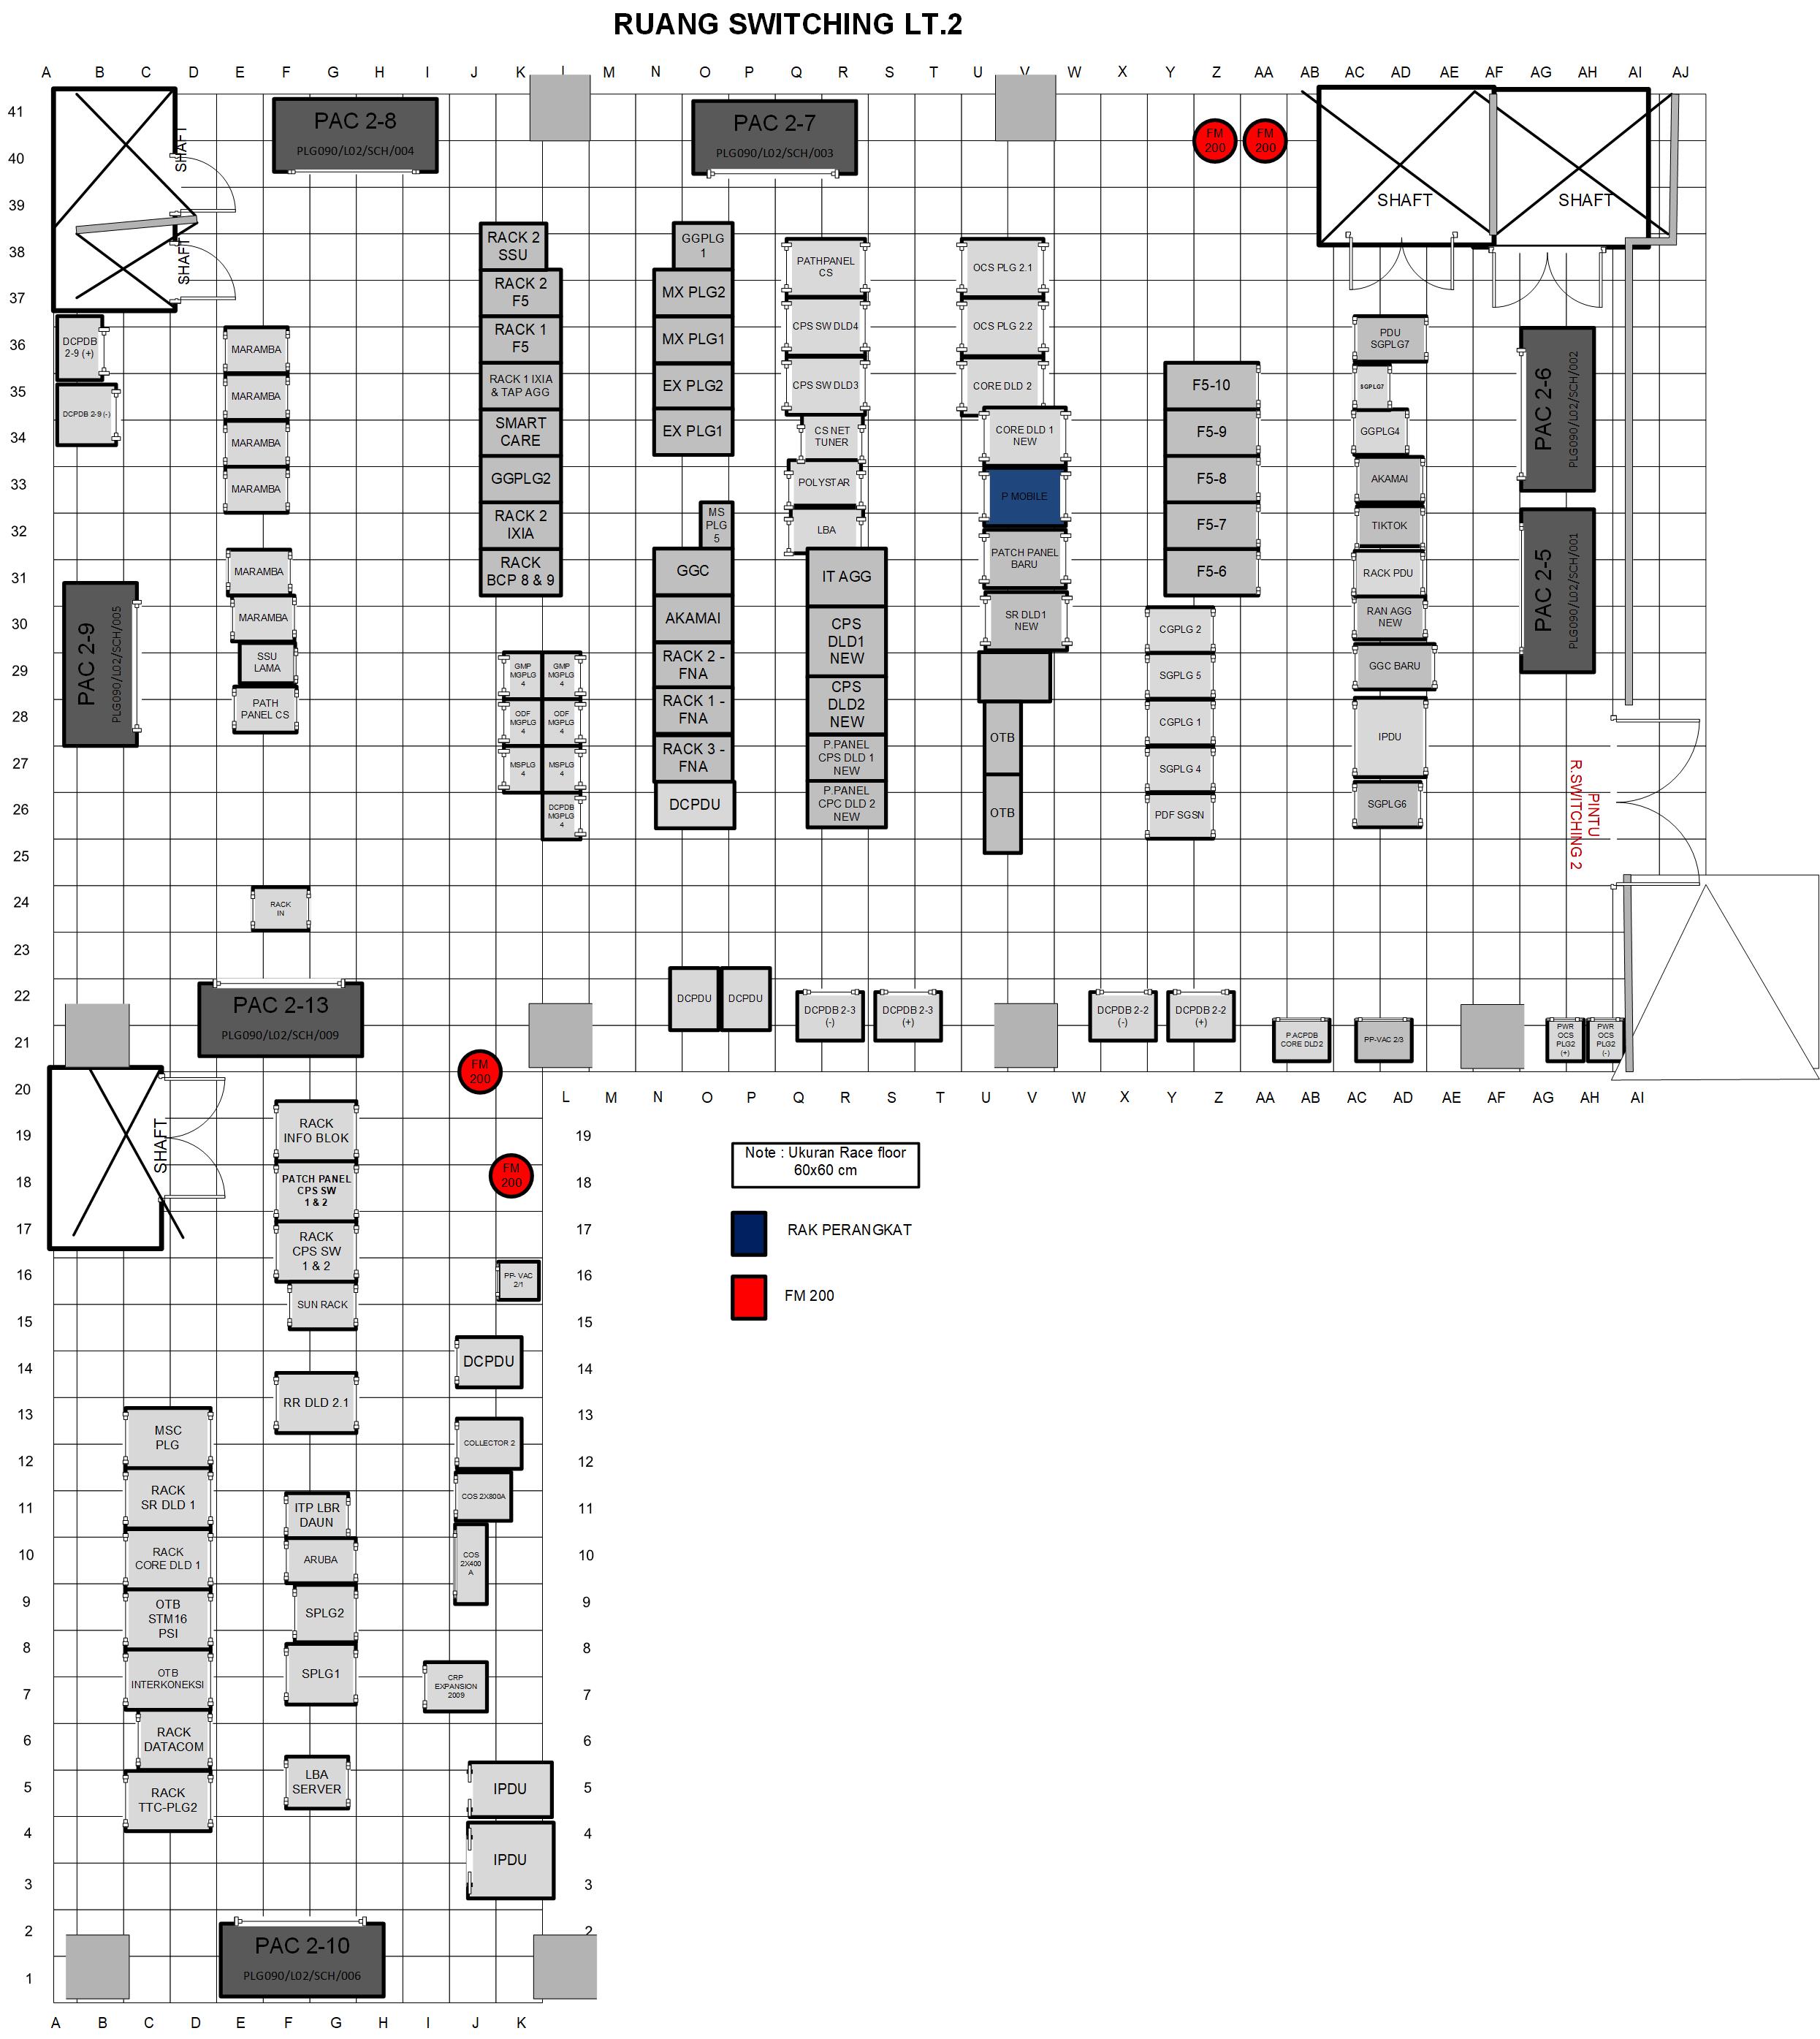 RUANG SWITCHING LT.2
A B C D E F G H I J K L M N O P Q R S T U V W X Y Z AA AB AC AD AE AF AG AH AI AJ
41
40
39
38
37
36
35
34
33
32
31
30
29
28
27
26
25
24
23
22
21
20
19
18
17
16
15
14
13
12
11
10
9
8
7
6
5
4
3
2
1
SHAFT
SHAFT
PAC 2-8
PLG090/L02/SCH/004
PAC 2-7
PLG090/L02/SCH/003
FM
200
FM
200
SHAFT
SHAFT
DCPDB
2-9 (+)
DCPDB 2-9 (-)
PAC 2-9
PLG090/L02/SCH/005
MARAMBA
MARAMBA
MARAMBA
MARAMBA
MARAMBA
MARAMBA
SSU
LAMA
PATH
PANEL CS
RACK
IN
RACK 2
SSU
RACK 2
F5
RACK 1
F5
RACK 1 IXIA
& TAP AGG
SMART
CARE
GGPLG2
RACK 2
IXIA
RACK
BCP 8 & 9
GMP
MGPLG
4
GMP
MGPLG
4
ODF
MGPLG
4
ODF
MGPLG
4
MSPLG
4
MSPLG
4
DCPDB
MGPLG
4
GGPLG
1
MX PLG2
MX PLG1
EX PLG2
EX PLG1
MS
PLG
5
GGC
AKAMAI
RACK 2 -
FNA
RACK 1 -
FNA
RACK 3 -
FNA
DCPDU
PATHPANEL
CS
CPS SW DLD4
CPS SW DLD3
CS NET
TUNER
POLYSTAR
LBA
IT AGG
CPS
DLD1
NEW
CPS
DLD2
NEW
P.PANEL
CPS DLD 1
NEW
P.PANEL
CPC DLD 2
NEW
OCS PLG 2.1
OCS PLG 2.2
CORE DLD 2
CORE DLD 1
NEW
P MOBILE
PATCH PANEL
BARU
SR DLD1
NEW
OTB
OTB
F5-10
F5-9
F5-8
F5-7
F5-6
CGPLG 2
SGPLG 5
CGPLG 1
SGPLG 4
PDF SGSN
PDU
SGPLG7
SGPLG7
GGPLG4
AKAMAI
TIKTOK
RACK PDU
RAN AGG
NEW
GGC BARU
IPDU
SGPLG6
PAC 2-6
PLG090/L02/SCH/002
PAC 2-5
PLG090/L02/SCH/001
PINTU
R.SWITCHING 2
DCPDU
DCPDU
DCPDB 2-3
(-)
DCPDB 2-3
(+)
DCPDB 2-2
(-)
DCPDB 2-2
(+)
P.ACPDB
CORE DLD2
PP-VAC 2/3
PWR
OCS
PLG2
(+)
PWR
OCS
PLG2
(-)
L M N O P Q R S T U V W X Y Z AA AB AC AD AE AF AG AH AI
PAC 2-13
PLG090/L02/SCH/009
FM
200
FM
200
SHAFT
RACK
INFO BLOK
PATCH PANEL
CPS SW
1 & 2
RACK
CPS SW
1 & 2
SUN RACK
RR DLD 2.1
PP- VAC
2/1
DCPDU
COLLECTOR 2
COS 2X800A
COS
2X400
A
MSC
PLG
RACK
SR DLD 1
RACK
CORE DLD 1
OTB
STM16
PSI
OTB
INTERKONEKSI
RACK
DATACOM
RACK
TTC-PLG2
ITP LBR
DAUN
ARUBA
SPLG2
SPLG1
LBA
SERVER
CRP
EXPANSION
2009
IPDU
IPDU
PAC 2-10
PLG090/L02/SCH/006
19
18
17
16
15
14
13
12
11
10
9
8
7
6
5
4
3
2
Note : Ukuran Race floor
60x60 cm
RAK PERANGKAT
FM 200
A B C D E F G H I J K